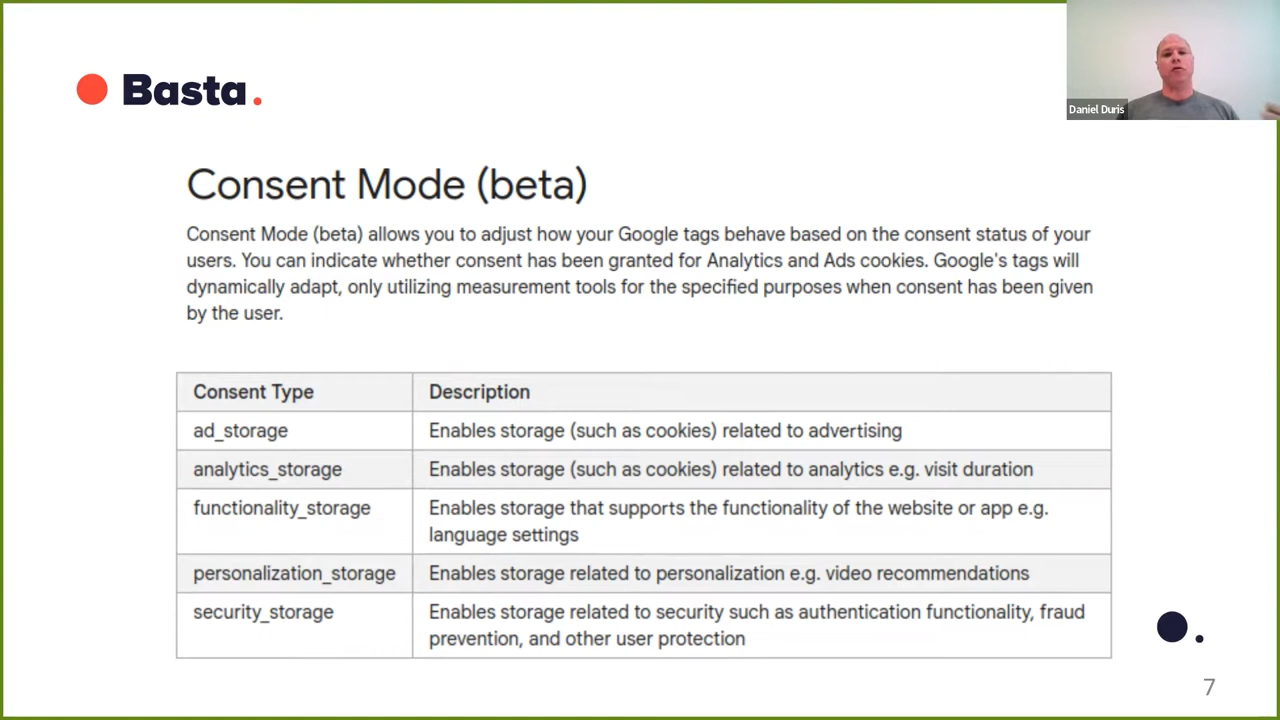 Basta.
Daniel Duris
Consent Mode (beta)
Consent Mode (beta) allows you to adjust how your Google tags behave based on the consent status of your
users. You can indicate whether consent has been granted for Analytics and Ads cookies. Google's tags will
dynamically adapt, only utilizing measurement tools for the specified purposes when consent has been given
by the user.
Consent Type Description
ad_storage Enables storage (such as cookies) related to advertising
analytics_storage Enables storage (such as cookies) related to analytics e.g. visit duration
functionality_storage Enables storage that supports the functionality of the website or app e.g.
language settings
personalization_storage Enables storage related to personalization e.g. video recommendations
security_storage Enables storage related to security such as authentication functionality, fraud
prevention, and other user protection
7